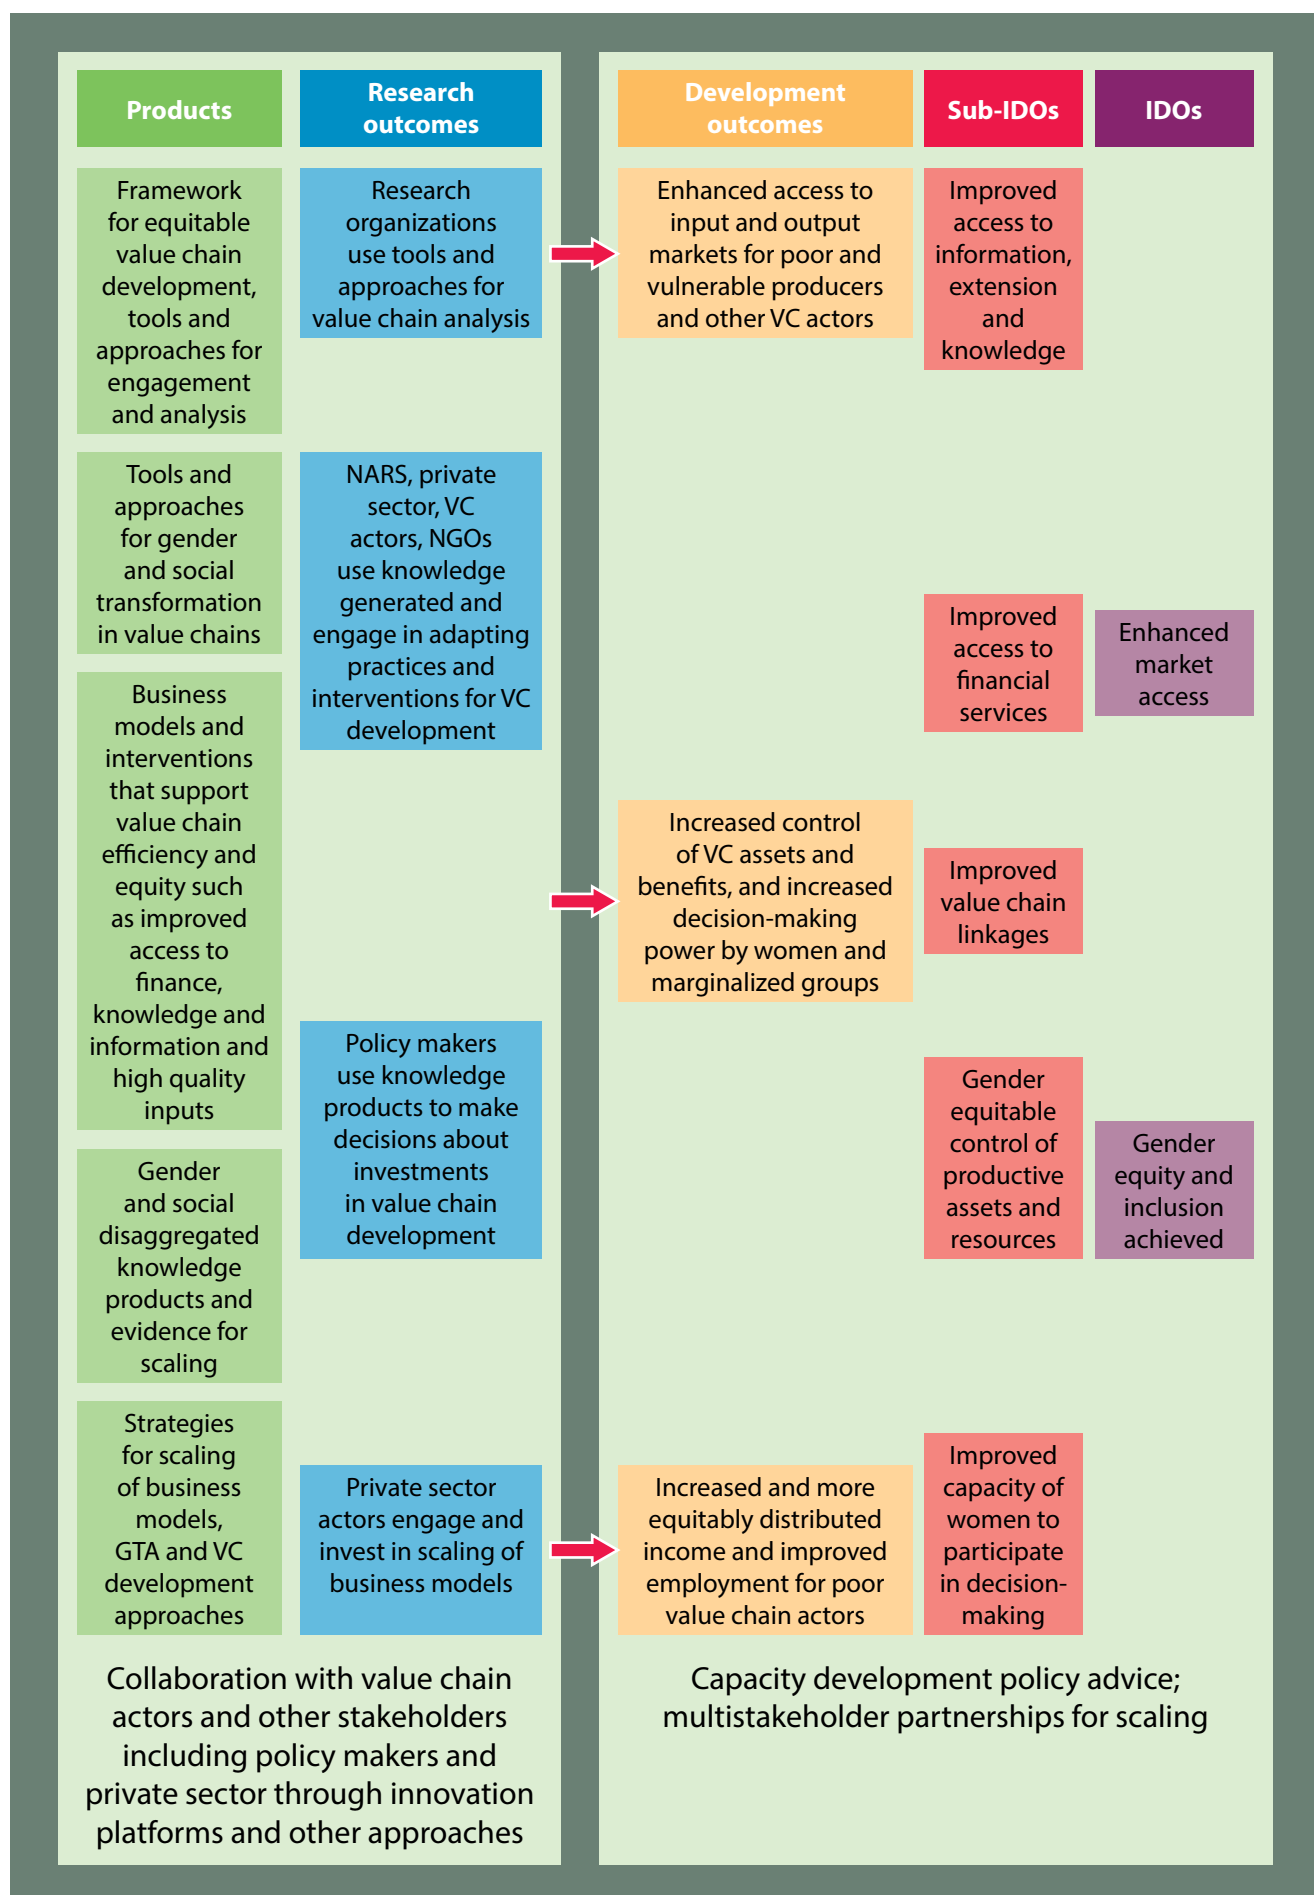 Products
Research
outcomes
Development
outcomes
Sub-IDOs
IDOs
Framework
for equitable
value chain
development,
tools and
approaches for
engagement
and analysis
Tools and
approaches
for gender
and social
transformation
in value chains
Business
models and
interventions
that support
value chain
efficiency and
equity such
as improved
access to
finance,
knowledge and
information and
high quality
inputs
Gender
and social
disaggregated
knowledge
products and
evidence for
scaling
Strategies
for scaling
of business
models,
GTA and VC
development
approaches
Research
organizations
use tools and
approaches for
value chain analysis
NARS, private
sector, VC
actors, NGOs
use knowledge
generated and
engage in adapting
practices and
interventions for VC
development
Policy makers
use knowledge
products to make
decisions about
investments
in value chain
development
Private sector
actors engage and
invest in scaling of
business models
Collaboration with value chain
actors and other stakeholders
including policy makers and
private sector through innovation
platforms and other approaches
Enhanced access to
input and output
markets for poor and
vulnerable producers
and other VC actors
Increased control
of VC assets and
benefits, and increased
decision-making
power by women and
marginalized groups
Increased and more
equitably distributed
income and improved
employment for poor
value chain actors
Improved
access to
information,
extension
and
knowledge
Improved
access to
financial
services
Improved
value chain
linkages
Gender
equitable
control of
productive
assets and
resources
Improved
capacity of
women to
participate
in decision-
making
Enhanced
market
access
Gender
equity and
inclusion
achieved
Capacity development policy advice;
multistakeholder partnerships for scaling